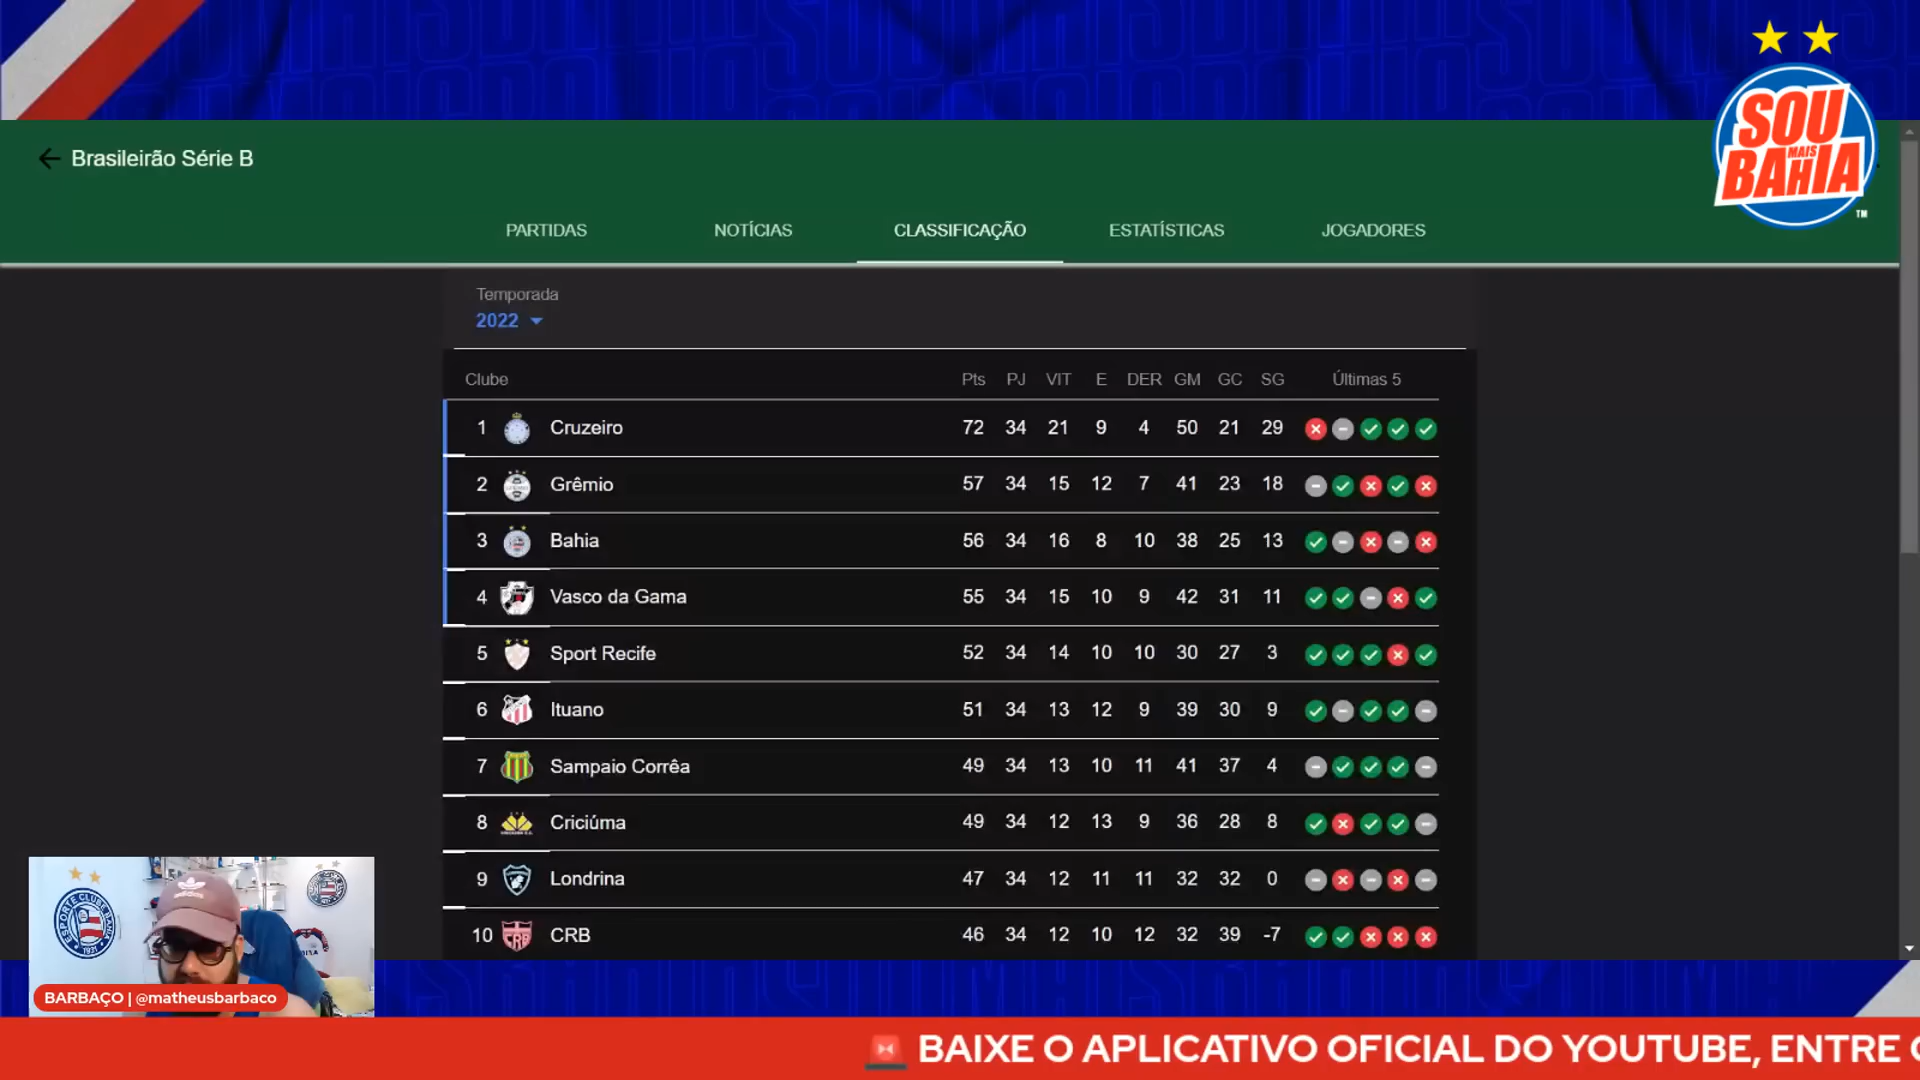 SOU
MAIS
BAHIA
TM
Brasileirão Série B
PARTIDAS NOTÍCIAS CLASSIFICAÇÃO ESTATÍSTICAS JOGADORES
Temporada
2022
Clube Pts PJ VIT E DER GM GC SG Últimas 5
1 Cruzeiro 72 34 21 9 4 50 21 29
2 Grêmio 57 34 15 12 7 41 23 18
3 Bahia 56 34 16 8 10 38 25 13
4 Vasco da Gama 55 34 15 10 9 42 31 11
5 Sport Recife 52 34 14 10 10 30 27 3
6 Ituano 51 34 13 12 9 39 30 9
7 Sampaio Corrêa 49 34 13 10 11 41 37 4
8 Criciúma 49 34 12 13 9 36 28 8
9 Londrina 47 34 12 11 11 32 32 0
10 CRB CRB 46 34 12 10 12 32 39 -7
ESPORTE CLUBE BAHIA
1931
BARBAÇO | @matheusbarbaco
BAIXE O APLICATIVO OFICIAL DO YOUTUBE, ENTRE